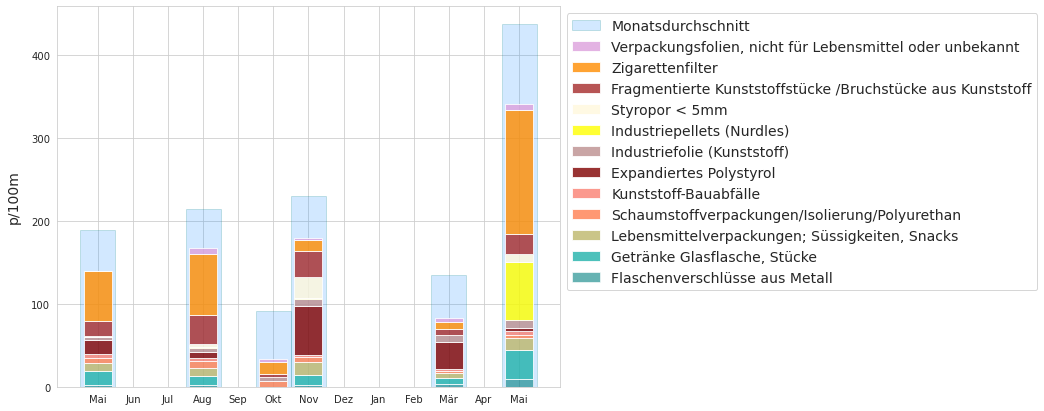 p/100m
400
300
200
100
0
Mai Jun Jul Aug Sep Okt Nov Dez Jan Feb Mär Apr Mai
Monatsdurchschnitt
Verpackungsfolien, nicht für Lebensmittel oder unbekannt
Zigarettenfilter
Fragmentierte Kunststoffstücke /Bruchstücke aus Kunststoff
Styropor < 5mm
Industriepellets (Nurdles)
Industriefolie (Kunststoff)
Expandiertes Polystyrol
Kunststoff-Bauabfälle
Schaumstoffverpackungen/Isolierung/Polyurethan
Lebensmittelverpackungen; Süssigkeiten, Snacks
Getränke Glasflasche, Stücke
Flaschenverschlüsse aus Metall